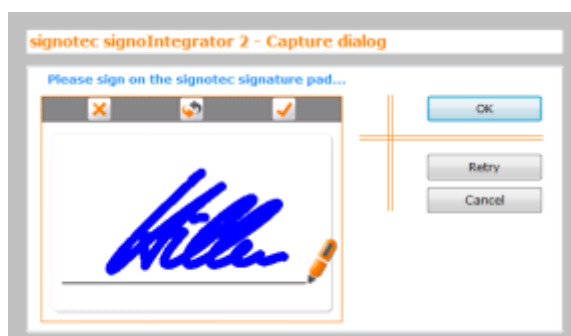 signotec signoIntegrator 2 - Capture dialog
Please sign on the signotec signature pad...
OK
Retry
Cancel